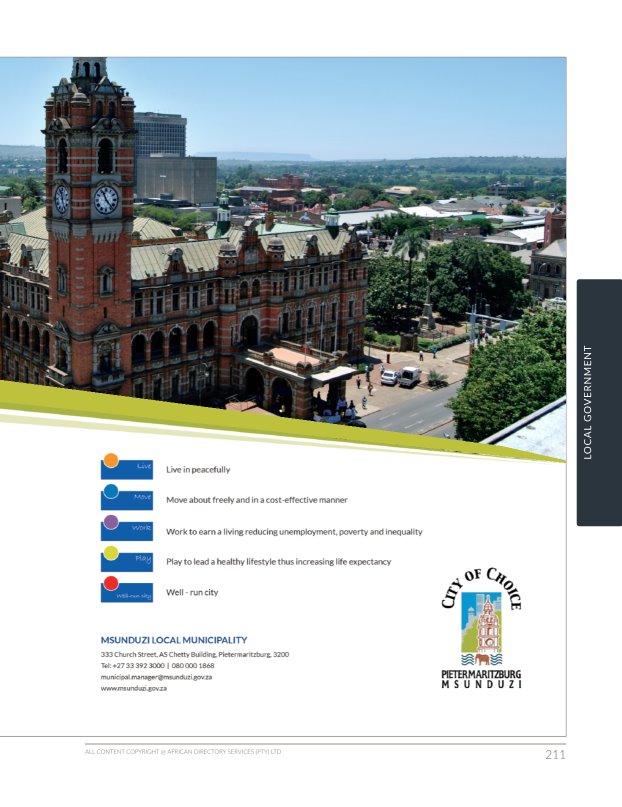 LOCAL GOVERNMENT
Live
Live in peacefully
Move
Move about freely and in a cost-effective manner
Work
Work to earn a living reducing unemployment, poverty and inequality
Play
Play to lead a healthy lifestyle thus increasing life expectancy
Well-run city
Well - run city
CITY OF CHOICE
PIETERMARITZBURG
MSUNDUZI
MSUNDUZI LOCAL MUNICIPALITY
333 Church Street, AS Chetty Building, Pietermaritzburg, 3200
Tel: +27 33 392 3000 | 080 000 1868
municipal.manager@msunduzi.gov.za
www.msunduzi.gov.za
ALL CONTENT COPYRIGHT @ AFRICAN DIRECTORY SERVICES (PTY) LTD
211